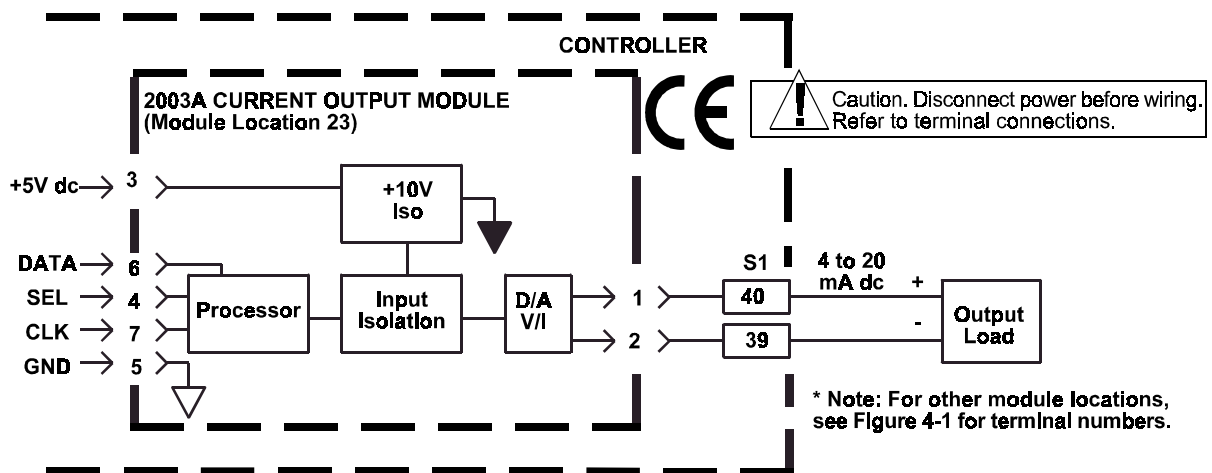 CONTROLLER
2003A CURRENT OUTPUT MODULE
(Module Location 23)
CE
! Caution. Disconnect power before wiring.
Refer to terminal connections.
+5V dc 3
+10V
Iso
DATA 6
SEL 4
CLK 7
GND 5
Processor
Input
Isolation
D/A
V/I
1
2
S1
40
39
4 to 20
mA dc
+
-
Output
Load
* Note: For other module locations,
see Figure 4-1 for terminal numbers.